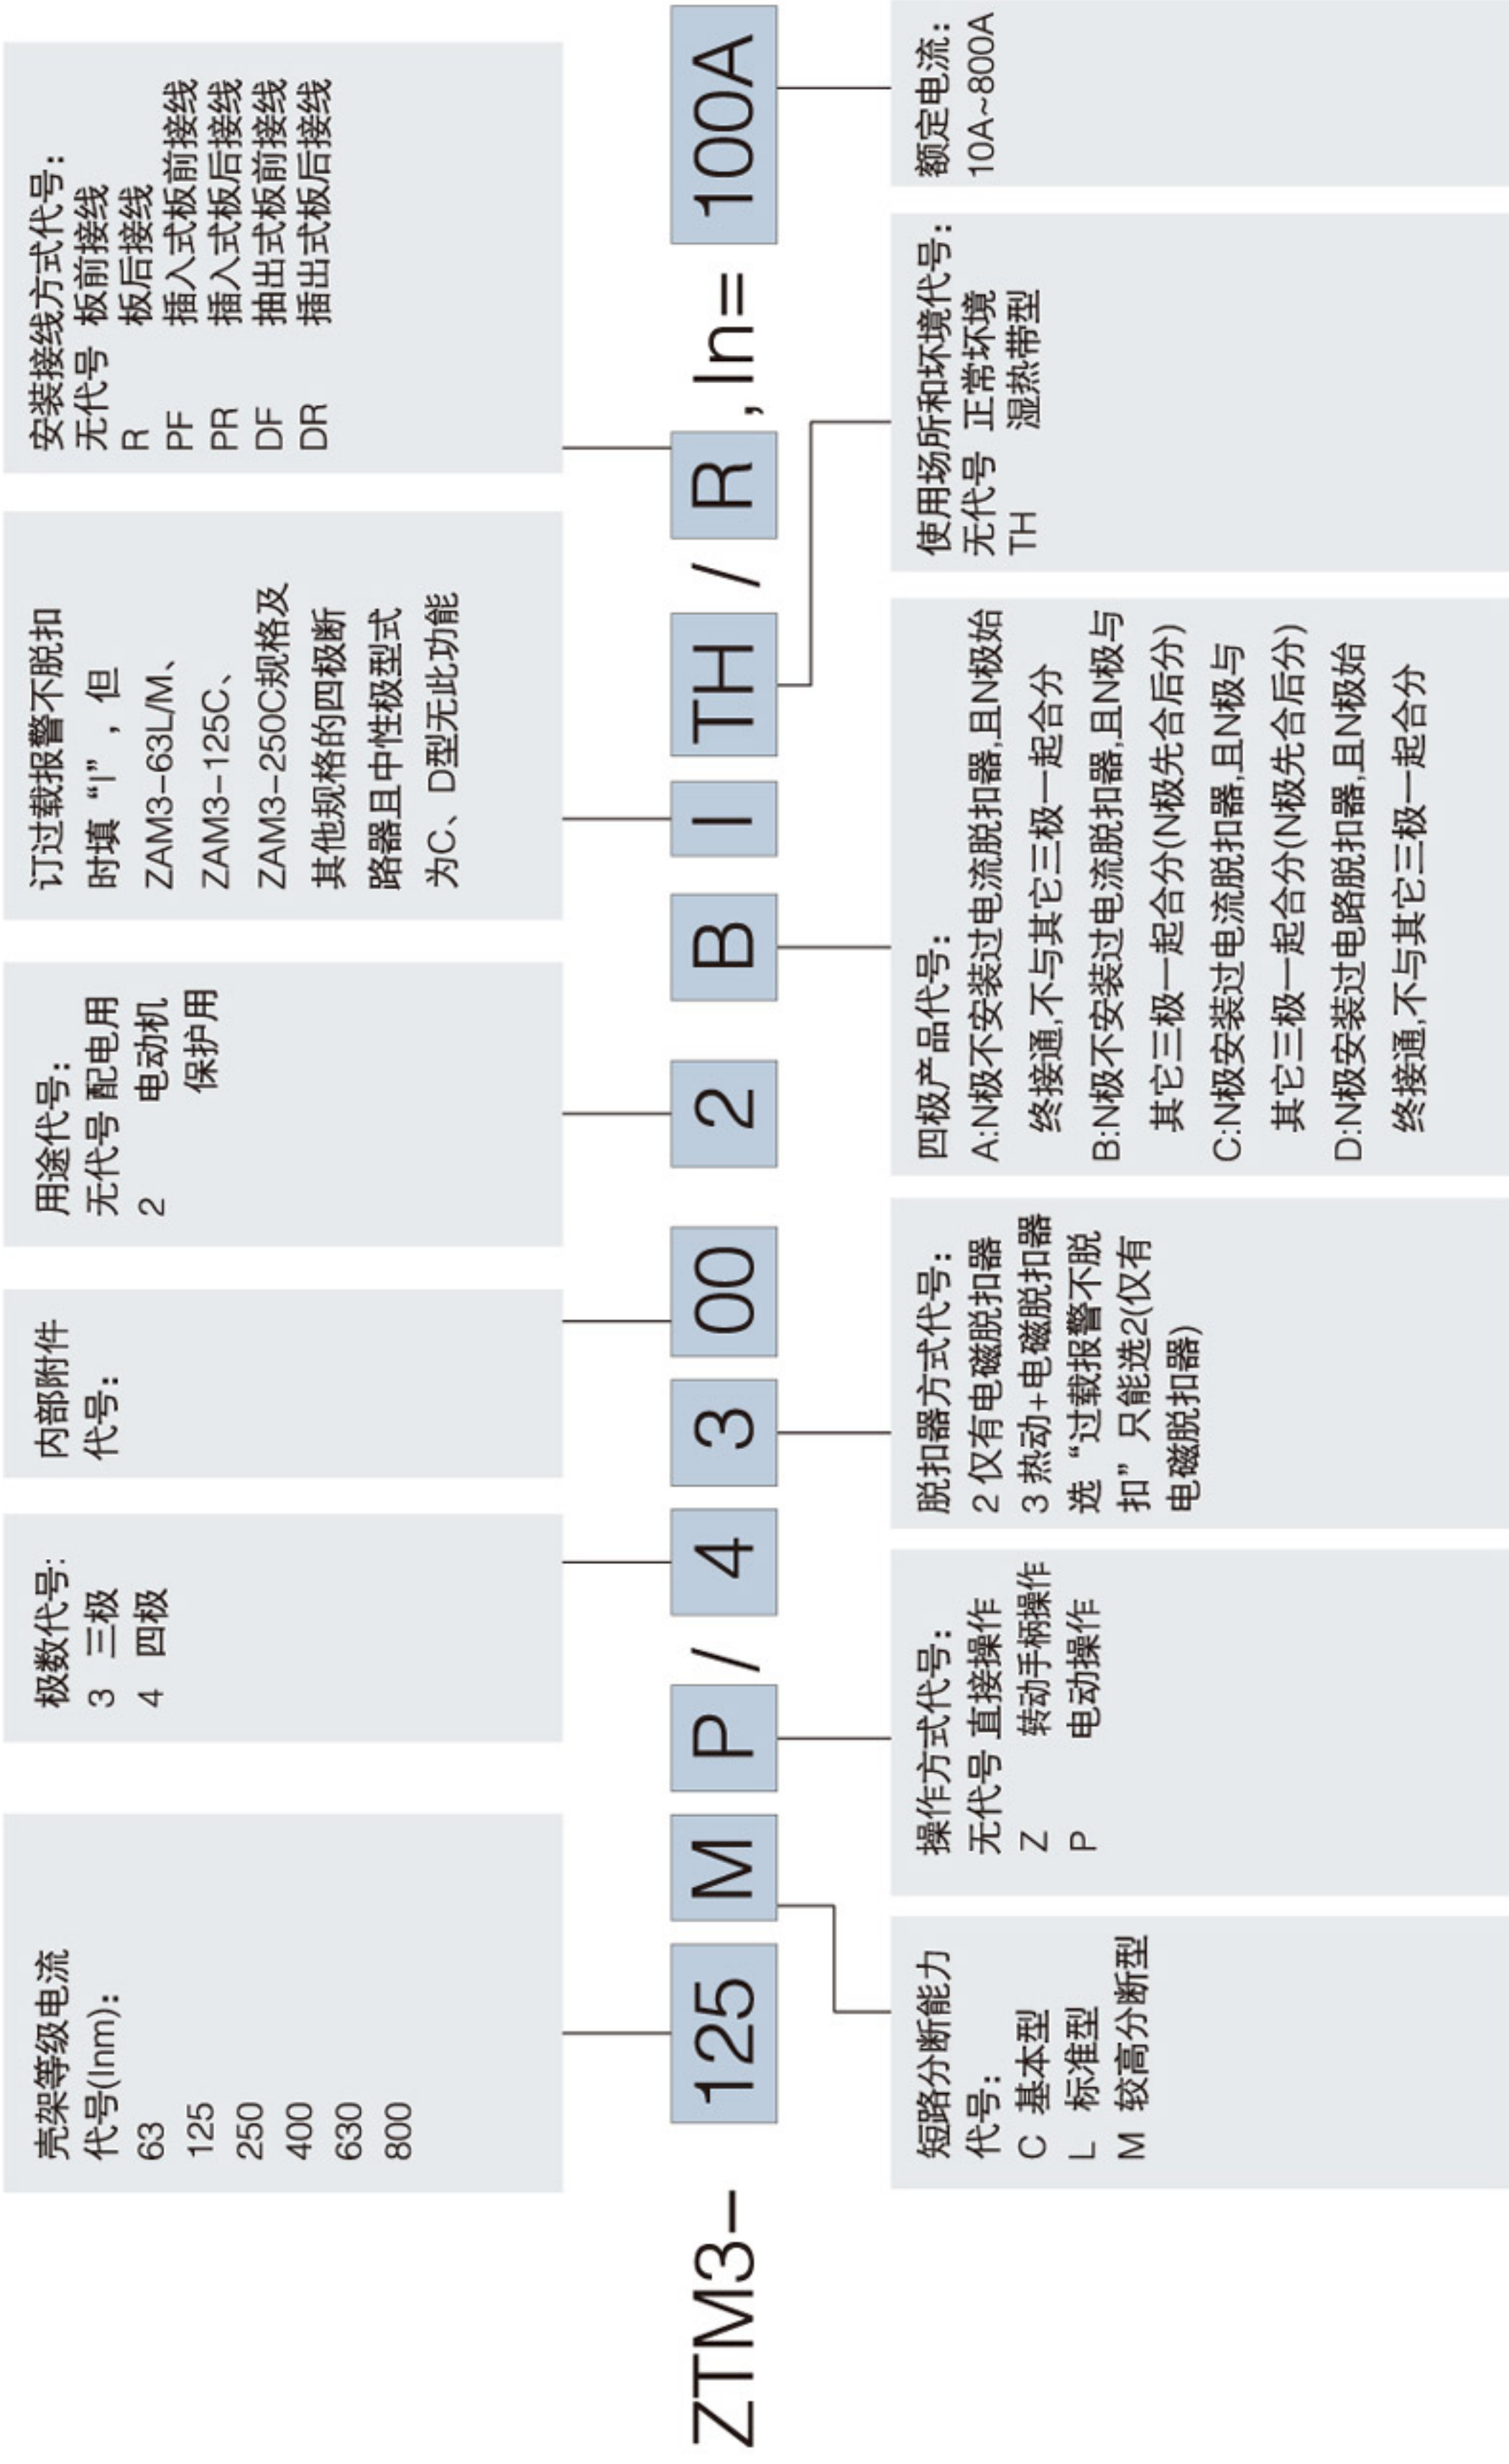 壳架等级电流
代号(Inm)：
63
125
250
400
630
800
极数代号:
3 三极
4 四极
内部附件
代号：
用途代号：
无代号 配电用
2 电动机
保护用
订过载报警不脱扣
时填“I”，但
ZAM3-63L/M、
ZAM3-125C、
ZAM3-250C规格及
其他规格的四极断
路器且中性极型式
为C、D型无此功能
安装接线方式代号：
无代号 板前接线
R 板后接线
PF 插入式板前接线
PR 插入式板后接线
DF 抽出式板前接线
DR 插出式板后接线
ZTM3- 125 M P / 4 3 00 2 B I TH / R ,In= 100A
短路分断能力
代号：
C 基本型
L 标准型
M 较高分断型
操作方式代号：
无代号 直接操作
Z 转动手柄操作
P 电动操作
脱扣器方式代号：
2 仅有电磁脱扣器
3 热动+电磁脱扣器
选“过载报警不脱
扣”只能选2(仅有
电磁脱扣器)
四极产品代号：
A:N极不安装过电流脱扣器,且N极始
终接通,不与其它三极一起合分
B:N极不安装过电流脱扣器,且N极与
其它三极一起合分(N极先合后分)
C:N极安装过电流脱扣器,且N极与
其它三极一起合分(N极先合后分)
D:N极安装过电路脱扣器,且N极始
终接通,不与其它三极一起合分
使用场所和坏境代号：
无代号 正常坏境
TH 湿热带型
额定电流：
10A~800A